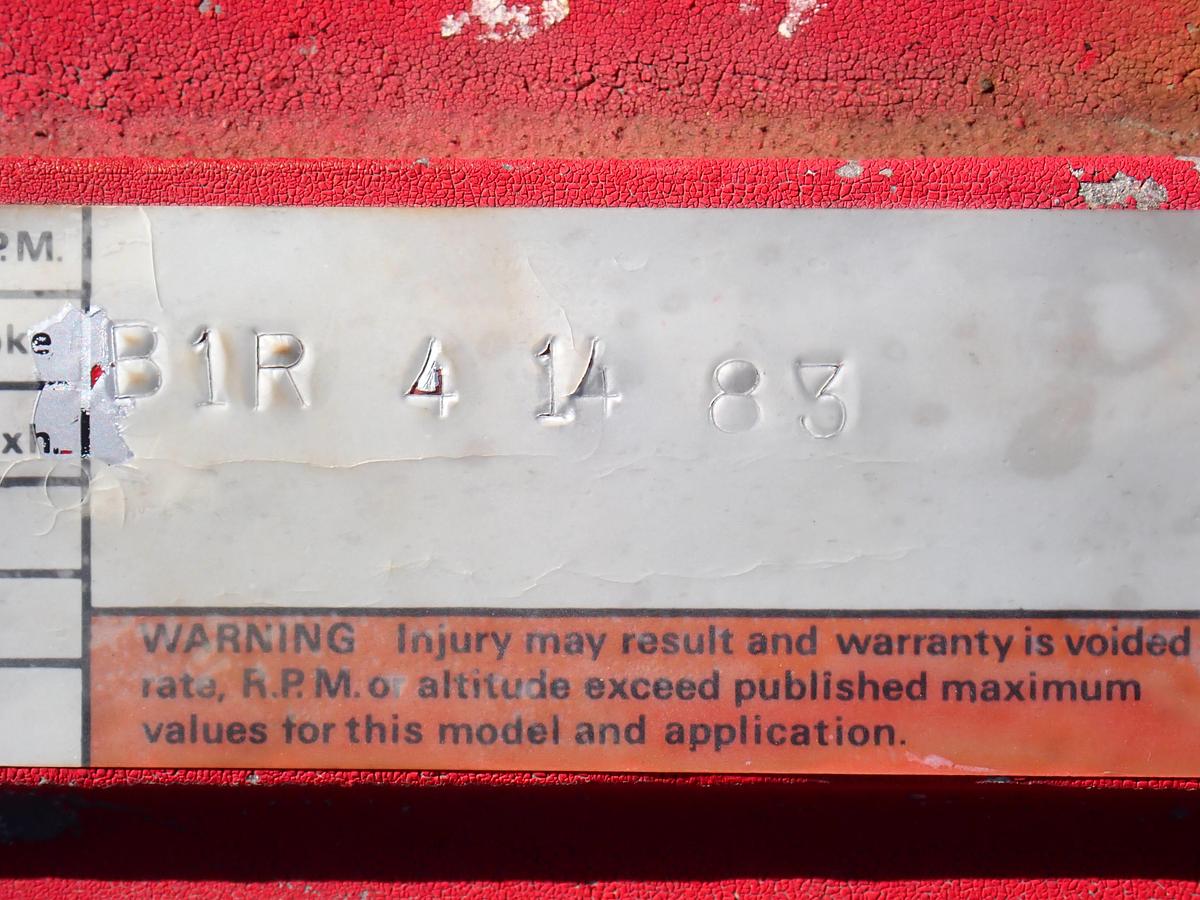 P.M.
oke
B1R 4 14 83
xh.
WARNING Injury may result and warranty is voided
rate, R.P.M. or altitude exceed published maximum
values for this model and application.